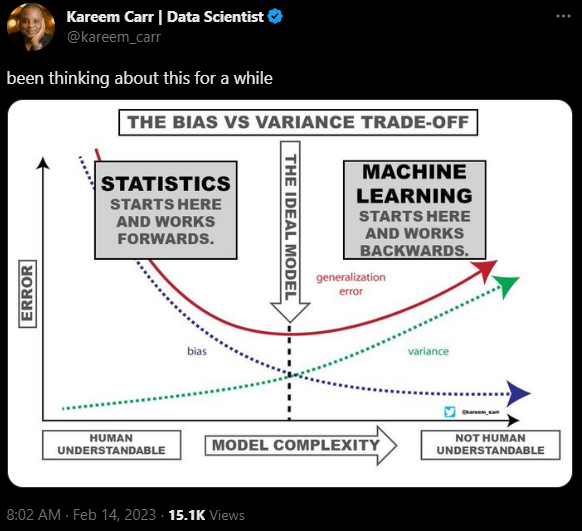 Kareem Carr | Data Scientist
@kareem_carr
been thinking about this for a while
THE BIAS VS VARIANCE TRADE-OFF
STATISTICS
STARTS HERE
AND WORKS
FORWARDS.
THE IDEAL MODEL
MACHINE
LEARNING
STARTS HERE
AND WORKS
BACKWARDS.
ERROR
generalization
error
bias
variance
@kareem_carr
HUMAN
UNDERSTANDABLE
MODEL COMPLEXITY
NOT HUMAN
UNDERSTANDABLE
8:02 AM · Feb 14, 2023 · 15.1K Views